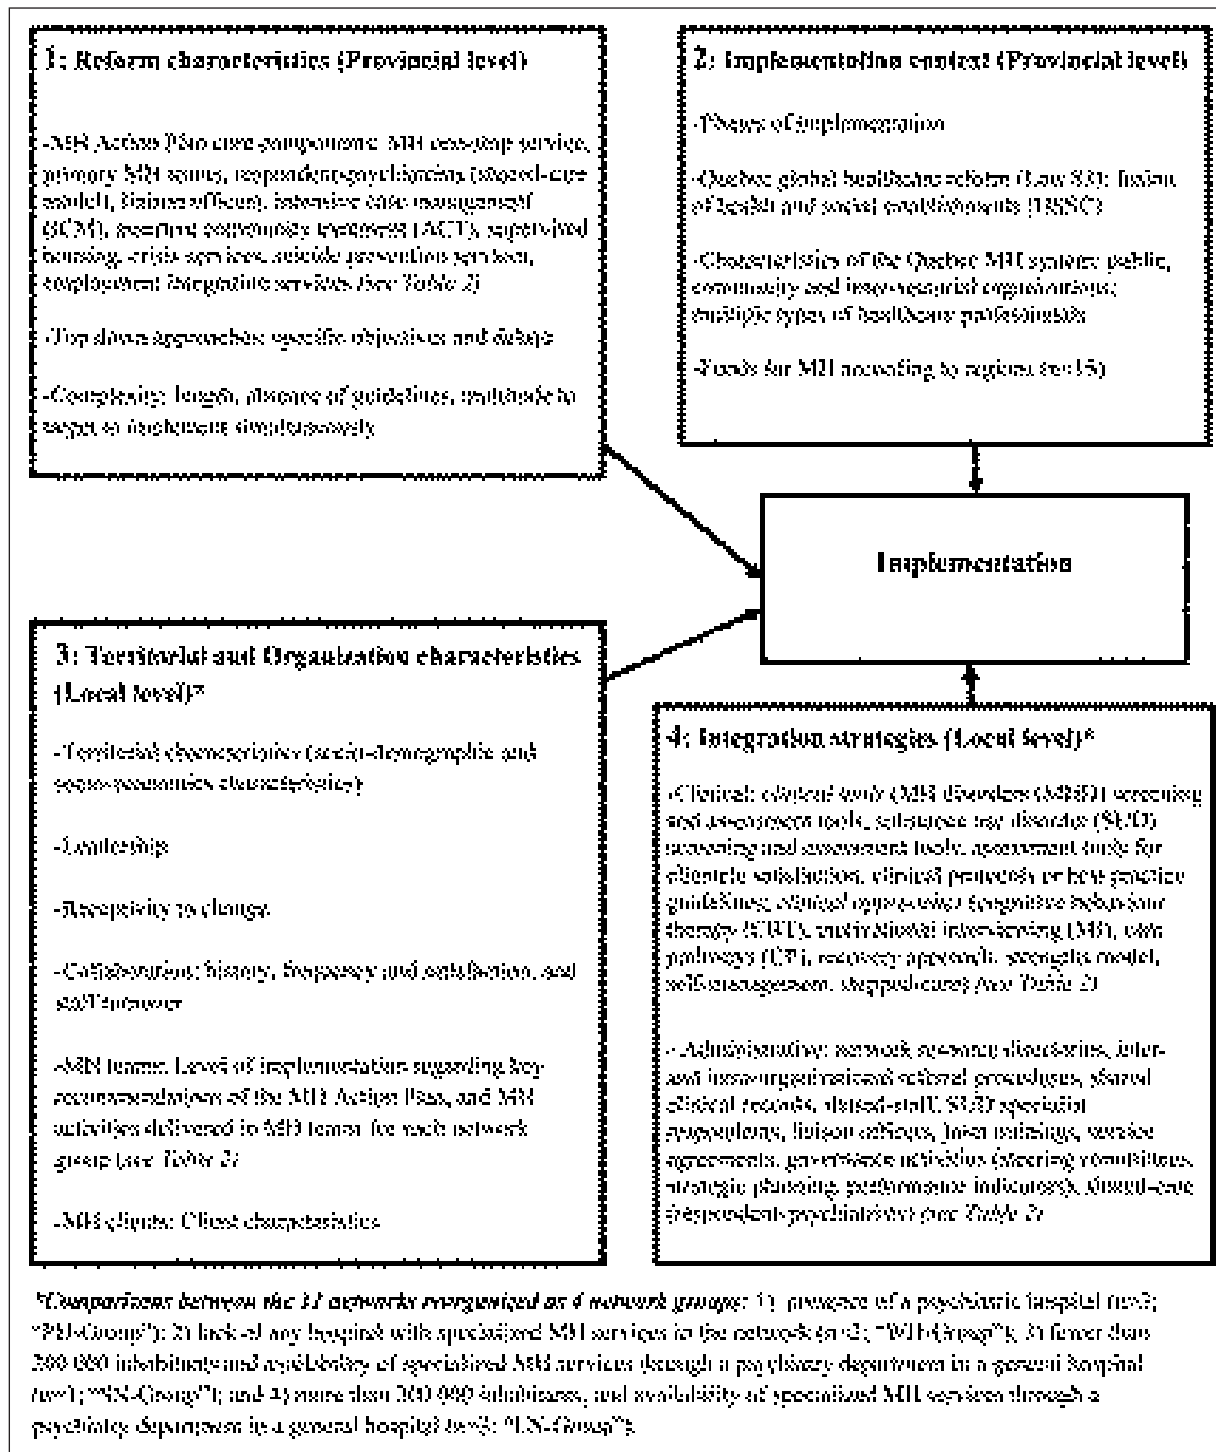 1: Reform characteristics (Provincial level)
-MH Action Plan core components: MH one-stop service,
primary MH teams, respondent-psychiatrists (shared-care
model), liaison officers, intensive case management
(ICM), assertive community treatment (ACT), supervised
housing, crisis services, suicide prevention services,
employment integration services (see Table 2)
-Top down approaches: specific objectives and delays
-Complexity: length, absence of guidelines, multitude to
target to implement simultaneously
2: Implementation context (Provincial level)
-Phases of implementation
-Quebec global healthcare reform (Law 83): fusion
of health and social establishments (HSSC)
-Characteristics of the Quebec MH system: public,
community and inter-sectorial organizations;
multiple types of healthcare professionals
-Funds for MH according to regions (n=15)
Implementation
3: Territorial and Organization characteristics
(Local level)*
-Territorial characteristics (socio-demographic and
socio-economics characteristics)
-Leadership
-Receptivity to change
-Collaboration: history, frequency and satisfaction, and
staff turnover
-MH teams: Level of implementation regarding key
recommendations of the MH Action Plan, and MH
activities delivered in MH teams for each network
group (see Table 2)
-MH clients: Client characteristics
4: Integration strategies (Local level)*
-Clinical: clinical tools (MH disorders (MHD) screening
and assessment tools, substance use disorder (SUD)
screening and assessment tools, assessment tools for
clientele satisfaction, clinical protocols or best-practice
guidelines; clinical approaches (cognitive behaviour
therapy (CBT), motivational interviewing (MI), care
pathways (CP), recovery approach, strengths model,
self-management, stepped-care) (see Table 2)
- Administrative: network resource directories, inter-
and intra-organizational referral procedures, shared
clinical records, shared-staff, SUD specialist
respondents, liaison officers, joint trainings, service
agreements, governance activities (steering committees,
strategic planning, performance indicators), shared-care
(respondent-psychiatrists) (see Table 2)
*Comparisons between the 11 networks reorganized as 4 network groups: 1) presence of a psychiatric hospital (n=3;
"PH-Group"); 2) lack of any hospital with specialized MH services in the network (n=2; ); 3) fewer than
200 000 inhabitants and availability of specialized MH services through a psychiatry department in a general hospital
"SN-Group"); and 4) more than 200 000 inhabitants, and availability of specialized MH services through a
psychiatry department in a general hospital (n=3; "LN-Group").